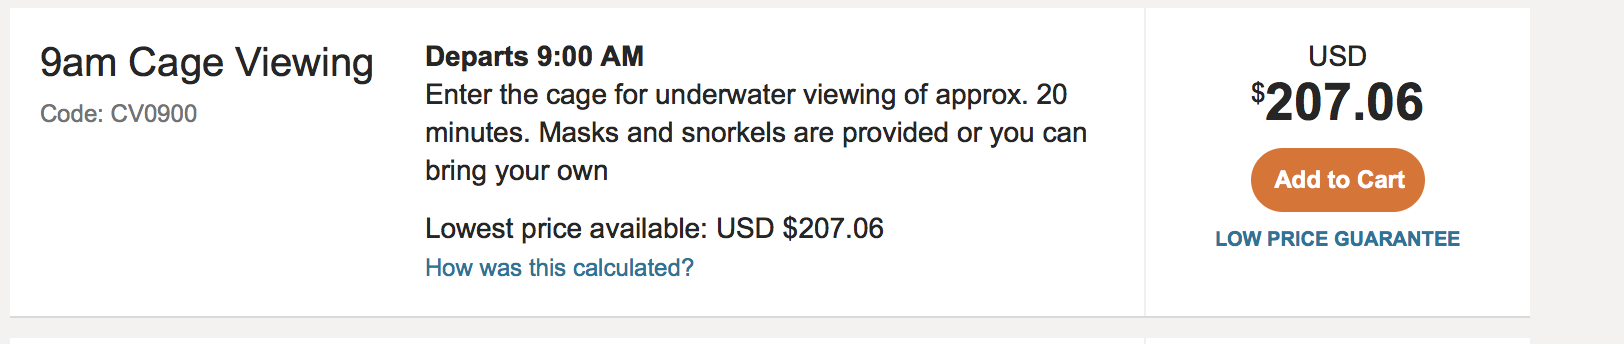 9am Cage Viewing
Code: CV0900
Departs 9:00 AM
Enter the cage for underwater viewing of approx. 20
minutes. Masks and snorkels are provided or you can
bring your own
Lowest price available: USD $207.06
How was this calculated?
USD
$207.06
Add to Cart
LOW PRICE GUARANTEE